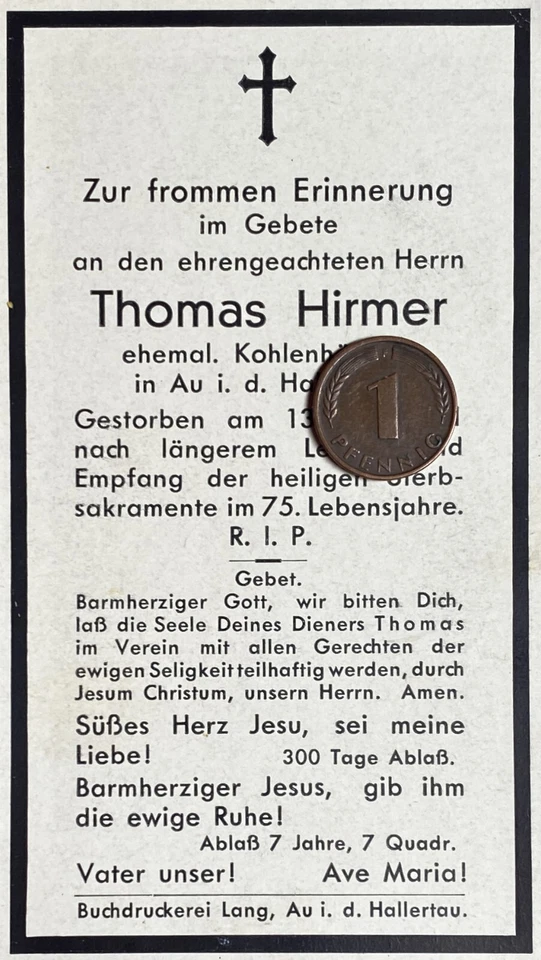 Zur frommen Erinnerung
im Gebete
an den ehrengeachteten Herrn
Thomas Hirmer
ehemal.
in Au i. d.
Gestorben am
nach längerem
Empfang der heiligen Sterb-
sakramente im 75. Lebensjahre.
R. I. P.
Gebet.
Barmherziger Gott, wir bitten Dich,
laß die Seele Deines Dieners Thomas
im Verein mit allen Gerechten der
ewigen Seligkeit teilhaftig werden, durch
Jesum Christum, unsern Herrn. Amen.
Süßes Herz Jesu, sei meine
Liebe! 300 Tage Ablaß.
Barmherziger Jesus, gib ihm
die ewige Ruhe!
Ablaß 7 Jahre, 7 Quadr.
Vater unser! Ave Maria!
Buchdruckerei Lang, Au i. d. Hallertau.
1
PFENNIG